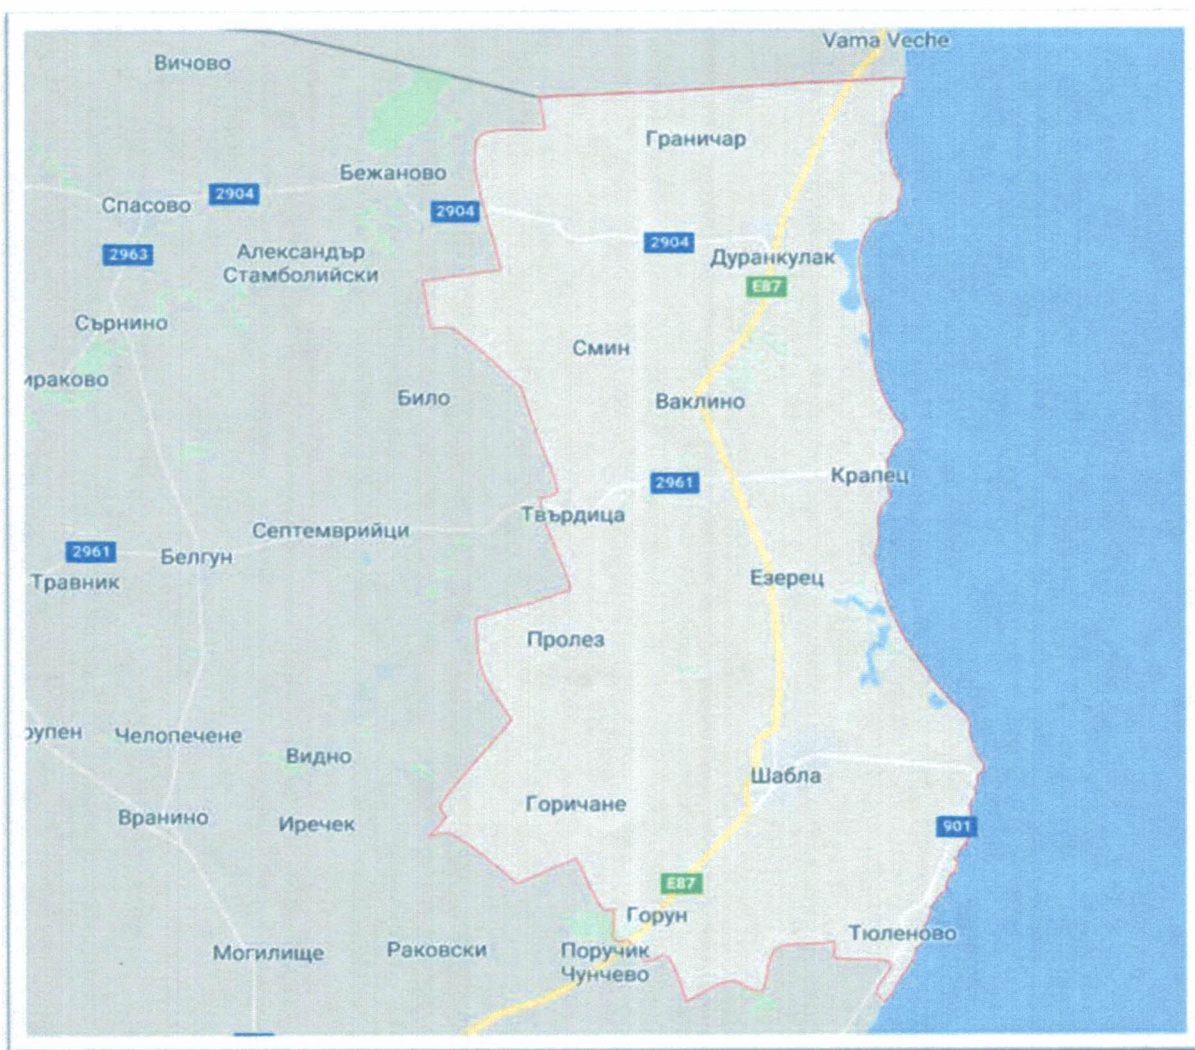 Vama Veche
Вичово
Граничар
Бежаново
2904
Спасово
2904
2904
2963
Александър
Стамболийски
Дуранкулак
E87
Сърнино
Смин
ираково
Било
Ваклино
Крапец
2961
Твърдица
Септемврийци
2961
Белгун
Травник
Езерец
Пролез
рупен
Челопечене
Видно
Шабла
Горичане
Вранино
Иречек
901
E87
Горун
Тюленово
Могилище
Раковски
Поручик
Чунчево